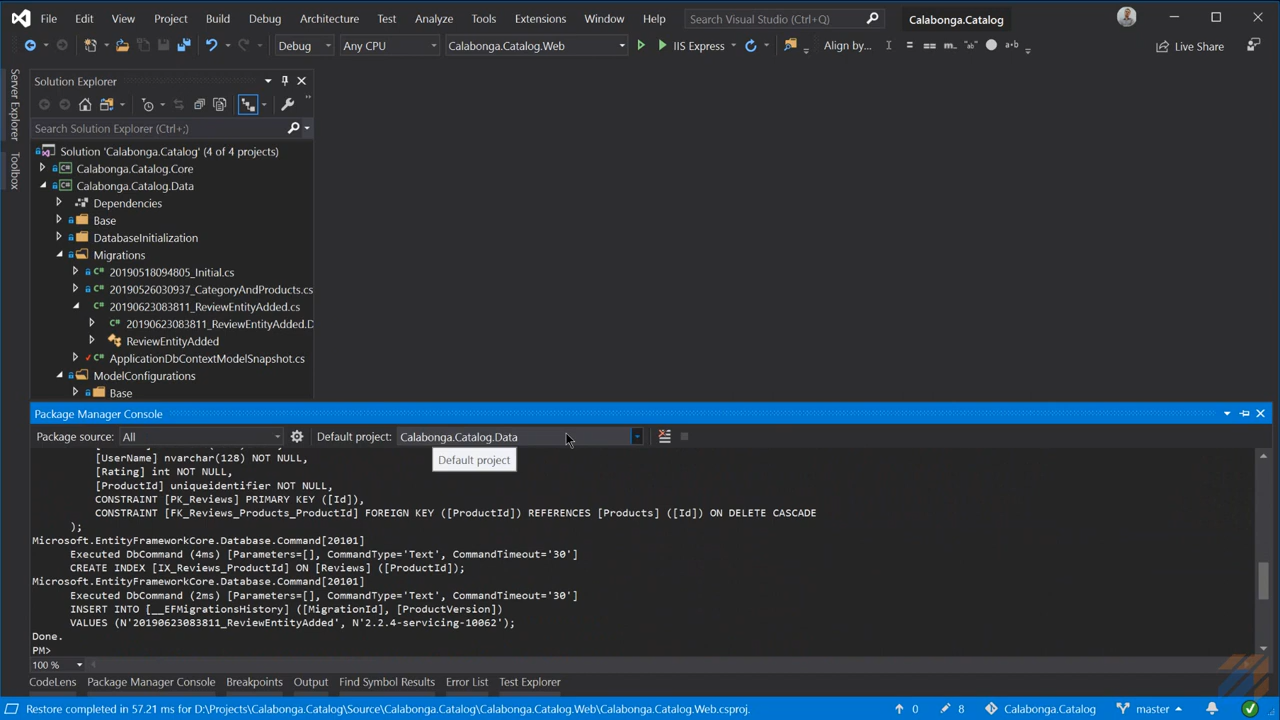 File Edit View Project Build Debug Architecture Test Analyze Tools Extensions Window Help Search Visual Studio (Ctrl+Q) Calabonga.Catalog
Debug Any CPU Calabonga.Catalog.Web IIS Express Align by... Live Share
Server Explorer
Toolbox
Solution Explorer
Search Solution Explorer (Ctrl+;)
Solution 'Calabonga.Catalog' (4 of 4 projects)
Calabonga.Catalog.Core
Calabonga.Catalog.Data
Dependencies
Base
DatabaseInitialization
Migrations
20190518094805_Initial.cs
20190526030937_CategoryAndProducts.cs
20190623083811_ReviewEntityAdded.cs
20190623083811_ReviewEntityAdded.D
ReviewEntityAdded
ApplicationDbContextModelSnapshot.cs
ModelConfigurations
Base
Package Manager Console
Package source: All Default project: Calabonga.Catalog.Data
Default project
[UserName] nvarchar(128) NOT NULL,
[Rating] int NOT NULL,
[ProductId] uniqueidentifier NOT NULL,
CONSTRAINT [PK_Reviews] PRIMARY KEY ([Id]),
CONSTRAINT [FK_Reviews_Products_ProductId] FOREIGN KEY ([ProductId]) REFERENCES [Products] ([Id]) ON DELETE CASCADE
);
Microsoft.EntityFrameworkCore.Database.Command[20101]
Executed DbCommand (4ms) [Parameters=[], CommandType='Text', CommandTimeout='30']
CREATE INDEX [IX_Reviews_ProductId] ON [Reviews] ([ProductId]);
Microsoft.EntityFrameworkCore.Database.Command[20101]
Executed DbCommand (2ms) [Parameters=[], CommandType='Text', CommandTimeout='30']
INSERT INTO [__EFMigrationsHistory] ([MigrationId], [ProductVersion])
VALUES (N'20190623083811_ReviewEntityAdded', N'2.2.4-servicing-10062');
Done.
PM>
100 %
CodeLens Package Manager Console Breakpoints Output Find Symbol Results Error List Test Explorer
Restore completed in 57.21 ms for D:\Projects\Calabonga.Catalog\Source\Calabonga.Catalog\Calabonga.Catalog.Web\Calabonga.Catalog.Web.csproj. 0 8 Calabonga.Catalog master